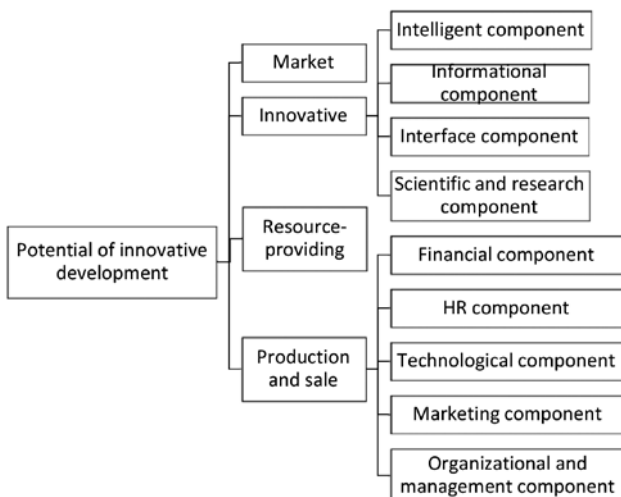 Potential of innovative
development
Market
Innovative
Resource-
providing
Production
and sale
Intelligent component
Informational
component
Interface component
Scientific and research
component
Financial component
HR component
Technological component
Marketing component
Organizational and
management component